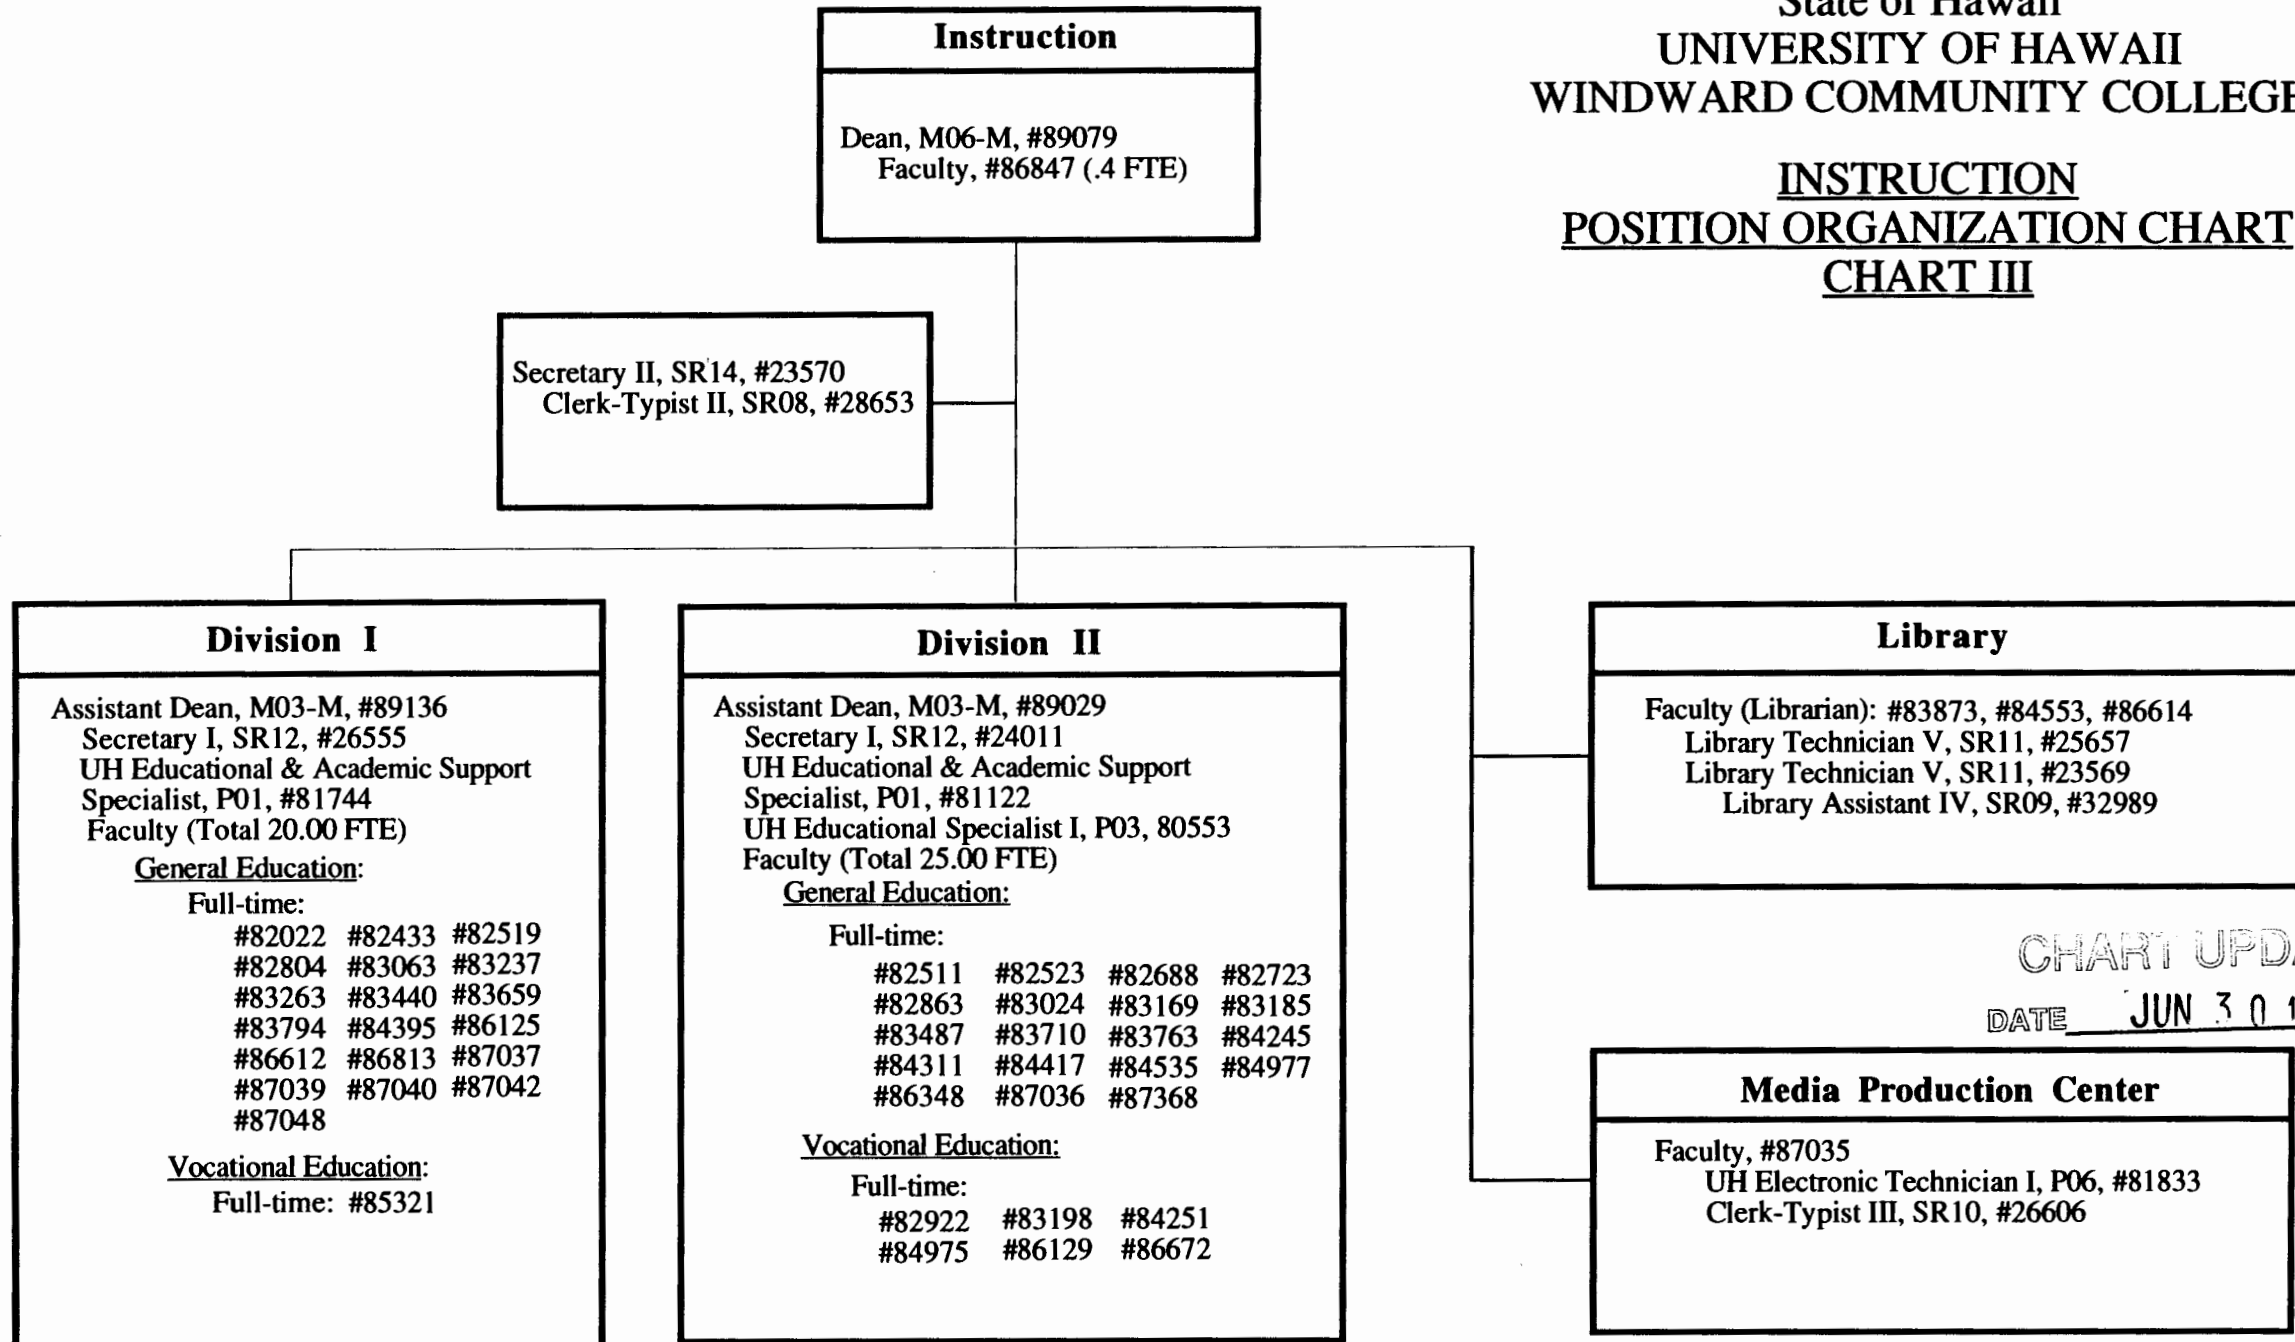 State of Hawaii
UNIVERSITY OF HAWAII
WINDWARD COMMUNITY COLLEGE
INSTRUCTION
POSITION ORGANIZATION CHART
CHART III
Instruction
Dean, M06-M, #89079
Faculty, #86847 (.4 FTE)
Secretary II, SR14, #23570
Clerk-Typist II, SR08, #28653
Division I
Assistant Dean, M03-M, #89136
Secretary I, SR12, #26555
UH Educational & Academic Support
Specialist, P01, #81744
Faculty (Total 20.00 FTE)
General Education:
Full-time:
#82022 #82433 #82519
#82804 #83063 #83237
#83263 #83440 #83659
#83794 #84395 #86125
#86612 #86813 #87037
#87039 #87040 #87042
#87048
Vocational Education:
Full-time: #85321
Division II
Assistant Dean, M03-M, #89029
Secretary I, SR12, #24011
UH Educational & Academic Support
Specialist, P01, #81122
UH Educational Specialist I, P03, 80553
Faculty (Total 25.00 FTE)
General Education:
Full-time:
#82511 #82523 #82688 #82723
#82863 #83024 #83169 #83185
#83487 #83710 #83763 #84245
#84311 #84417 #84535 #84977
#86348 #87036 #87368
Vocational Education:
Full-time:
#82922 #83198 #84251
#84975 #86129 #86672
Library
Faculty (Librarian): #83873, #84553, #86614
Library Technician V, SR11, #25657
Library Technician V, SR11, #23569
Library Assistant IV, SR09, #32989
CHART UPDA
DATE JUN 30 1
Media Production Center
Faculty, #87035
UH Electronic Technician I, P06, #81833
Clerk-Typist III, SR10, #26606